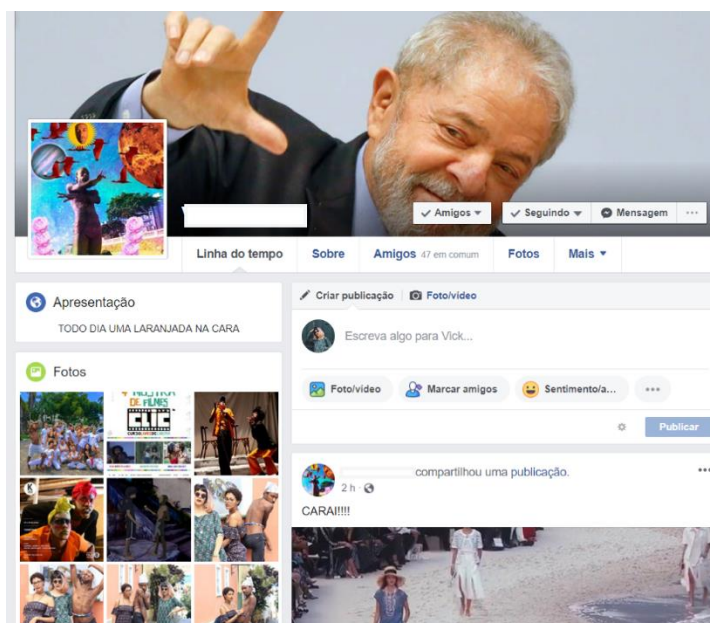 Amigos
Seguindo
Mensagem
Linha do tempo
Sobre
Amigos 47 em comum
Fotos
Mais
Apresentação
TODO DIA UMA LARANJADA NA CARA
Fotos
MOSTRA
DE FILMES
CLIC
K
Criar publicação
Foto/vídeo
Escreva algo para Vick...
Foto/vídeo
Marcar amigos
Sentimento/a...
Publicar
compartilhou uma publicação.
2 h
CARAI!!!!